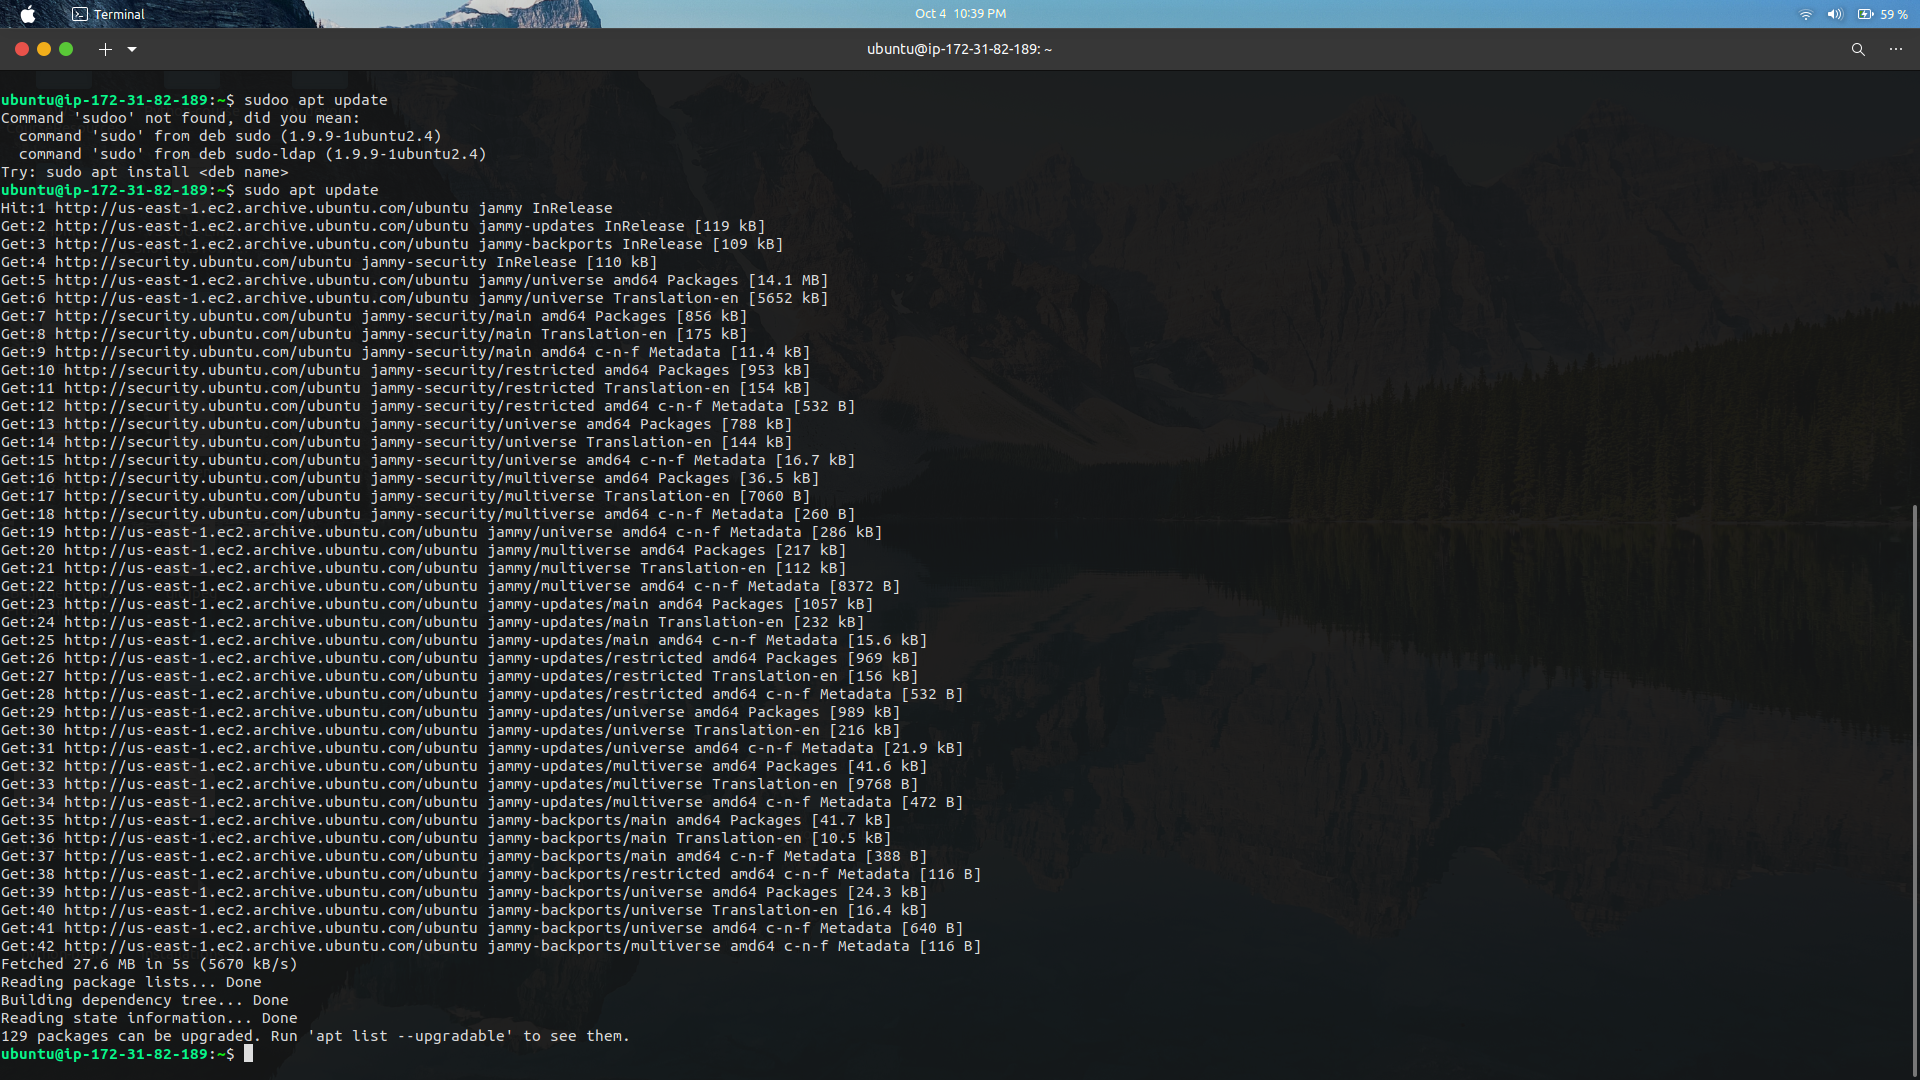 Terminal
Oct 4 10:39 PM
59 %
ubuntu@ip-172-31-82-189: ~
ubuntu@ip-172-31-82-189:~$ sudoo apt update
Command 'sudoo' not found, did you mean:
  command 'sudo' from deb sudo (1.9.9-1ubuntu2.4)
  command 'sudo' from deb sudo-ldap (1.9.9-1ubuntu2.4)
Try: sudo apt install <deb name>
ubuntu@ip-172-31-82-189:~$ sudo apt update
Hit:1 http://us-east-1.ec2.archive.ubuntu.com/ubuntu jammy InRelease
Get:2 http://us-east-1.ec2.archive.ubuntu.com/ubuntu jammy-updates InRelease [119 kB]
Get:3 http://us-east-1.ec2.archive.ubuntu.com/ubuntu jammy-backports InRelease [109 kB]
Get:4 http://security.ubuntu.com/ubuntu jammy-security InRelease [110 kB]
Get:5 http://us-east-1.ec2.archive.ubuntu.com/ubuntu jammy/universe amd64 Packages [14.1 MB]
Get:6 http://us-east-1.ec2.archive.ubuntu.com/ubuntu jammy/universe Translation-en [5652 kB]
Get:7 http://security.ubuntu.com/ubuntu jammy-security/main amd64 Packages [856 kB]
Get:8 http://security.ubuntu.com/ubuntu jammy-security/main Translation-en [175 kB]
Get:9 http://security.ubuntu.com/ubuntu jammy-security/main amd64 c-n-f Metadata [11.4 kB]
Get:10 http://security.ubuntu.com/ubuntu jammy-security/restricted amd64 Packages [953 kB]
Get:11 http://security.ubuntu.com/ubuntu jammy-security/restricted Translation-en [154 kB]
Get:12 http://security.ubuntu.com/ubuntu jammy-security/restricted amd64 c-n-f Metadata [532 B]
Get:13 http://security.ubuntu.com/ubuntu jammy-security/universe amd64 Packages [788 kB]
Get:14 http://security.ubuntu.com/ubuntu jammy-security/universe Translation-en [144 kB]
Get:15 http://security.ubuntu.com/ubuntu jammy-security/universe amd64 c-n-f Metadata [16.7 kB]
Get:16 http://security.ubuntu.com/ubuntu jammy-security/multiverse amd64 Packages [36.5 kB]
Get:17 http://security.ubuntu.com/ubuntu jammy-security/multiverse Translation-en [7060 B]
Get:18 http://security.ubuntu.com/ubuntu jammy-security/multiverse amd64 c-n-f Metadata [260 B]
Get:19 http://us-east-1.ec2.archive.ubuntu.com/ubuntu jammy/universe amd64 c-n-f Metadata [286 kB]
Get:20 http://us-east-1.ec2.archive.ubuntu.com/ubuntu jammy/multiverse amd64 Packages [217 kB]
Get:21 http://us-east-1.ec2.archive.ubuntu.com/ubuntu jammy/multiverse Translation-en [112 kB]
Get:22 http://us-east-1.ec2.archive.ubuntu.com/ubuntu jammy/multiverse amd64 c-n-f Metadata [8372 B]
Get:23 http://us-east-1.ec2.archive.ubuntu.com/ubuntu jammy-updates/main amd64 Packages [1057 kB]
Get:24 http://us-east-1.ec2.archive.ubuntu.com/ubuntu jammy-updates/main Translation-en [232 kB]
Get:25 http://us-east-1.ec2.archive.ubuntu.com/ubuntu jammy-updates/main amd64 c-n-f Metadata [15.6 kB]
Get:26 http://us-east-1.ec2.archive.ubuntu.com/ubuntu jammy-updates/restricted amd64 Packages [969 kB]
Get:27 http://us-east-1.ec2.archive.ubuntu.com/ubuntu jammy-updates/restricted Translation-en [156 kB]
Get:28 http://us-east-1.ec2.archive.ubuntu.com/ubuntu jammy-updates/restricted amd64 c-n-f Metadata [532 B]
Get:29 http://us-east-1.ec2.archive.ubuntu.com/ubuntu jammy-updates/universe amd64 Packages [989 kB]
Get:30 http://us-east-1.ec2.archive.ubuntu.com/ubuntu jammy-updates/universe Translation-en [216 kB]
Get:31 http://us-east-1.ec2.archive.ubuntu.com/ubuntu jammy-updates/universe amd64 c-n-f Metadata [21.9 kB]
Get:32 http://us-east-1.ec2.archive.ubuntu.com/ubuntu jammy-updates/multiverse amd64 Packages [41.6 kB]
Get:33 http://us-east-1.ec2.archive.ubuntu.com/ubuntu jammy-updates/multiverse Translation-en [9768 B]
Get:34 http://us-east-1.ec2.archive.ubuntu.com/ubuntu jammy-updates/multiverse amd64 c-n-f Metadata [472 B]
Get:35 http://us-east-1.ec2.archive.ubuntu.com/ubuntu jammy-backports/main amd64 Packages [41.7 kB]
Get:36 http://us-east-1.ec2.archive.ubuntu.com/ubuntu jammy-backports/main Translation-en [10.5 kB]
Get:37 http://us-east-1.ec2.archive.ubuntu.com/ubuntu jammy-backports/main amd64 c-n-f Metadata [388 B]
Get:38 http://us-east-1.ec2.archive.ubuntu.com/ubuntu jammy-backports/restricted amd64 c-n-f Metadata [116 B]
Get:39 http://us-east-1.ec2.archive.ubuntu.com/ubuntu jammy-backports/universe amd64 Packages [24.3 kB]
Get:40 http://us-east-1.ec2.archive.ubuntu.com/ubuntu jammy-backports/universe Translation-en [16.4 kB]
Get:41 http://us-east-1.ec2.archive.ubuntu.com/ubuntu jammy-backports/universe amd64 c-n-f Metadata [640 B]
Get:42 http://us-east-1.ec2.archive.ubuntu.com/ubuntu jammy-backports/multiverse amd64 c-n-f Metadata [116 B]
Fetched 27.6 MB in 5s (5670 kB/s)
Reading package lists... Done
Building dependency tree... Done
Reading state information... Done
129 packages can be upgraded. Run 'apt list --upgradable' to see them.
ubuntu@ip-172-31-82-189:~$